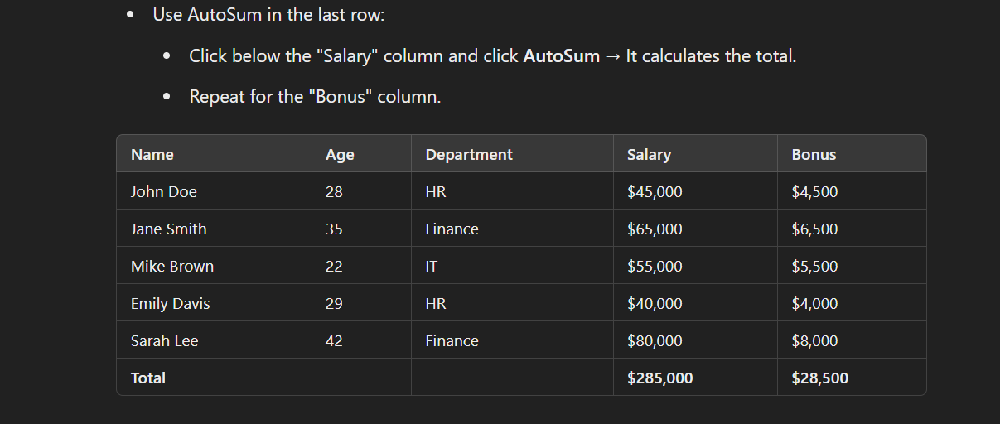 Use AutoSum in the last row:
Click below the "Salary" column and click AutoSum → It calculates the total.
Repeat for the "Bonus" column.
Name Age Department Salary Bonus
John Doe 28 HR $45,000 $4,500
Jane Smith 35 Finance $65,000 $6,500
Mike Brown 22 IT $55,000 $5,500
Emily Davis 29 HR $40,000 $4,000
Sarah Lee 42 Finance $80,000 $8,000
Total $285,000 $28,500